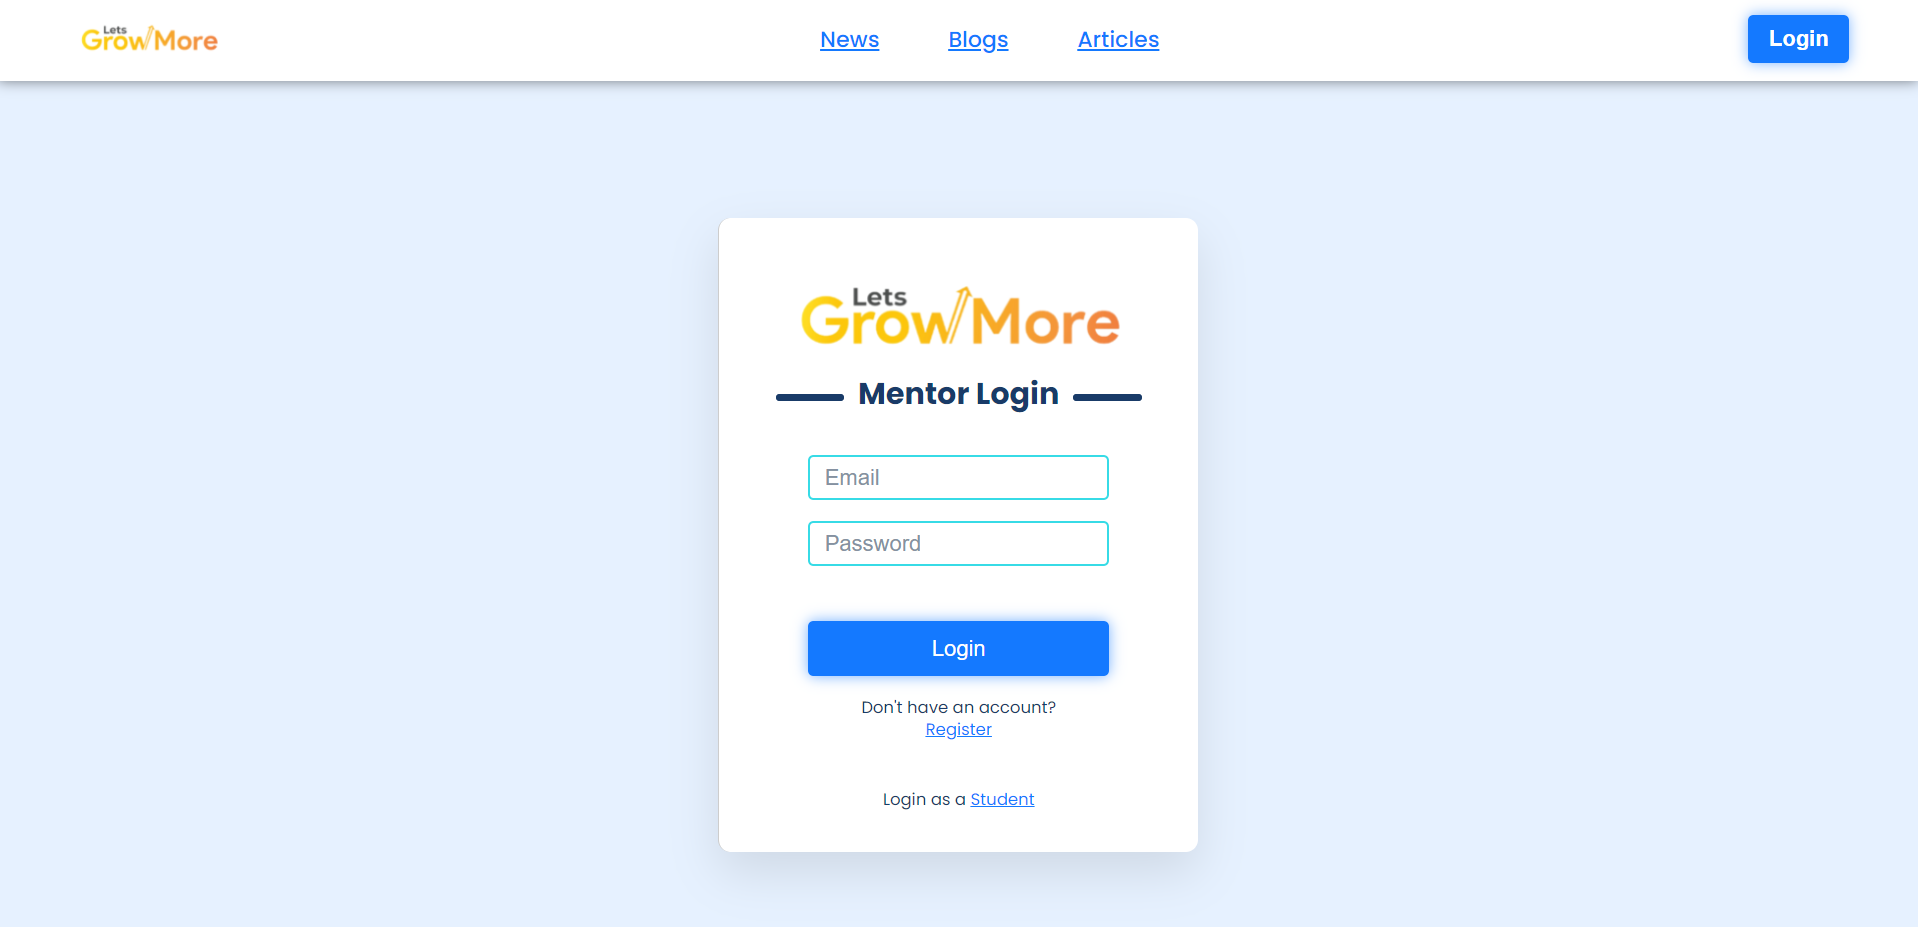 Lets
GrowMore
News Blogs Articles
Login
Lets
GrowMore
Mentor Login
Email
Password
Login
Don't have an account?
Register
Login as a Student